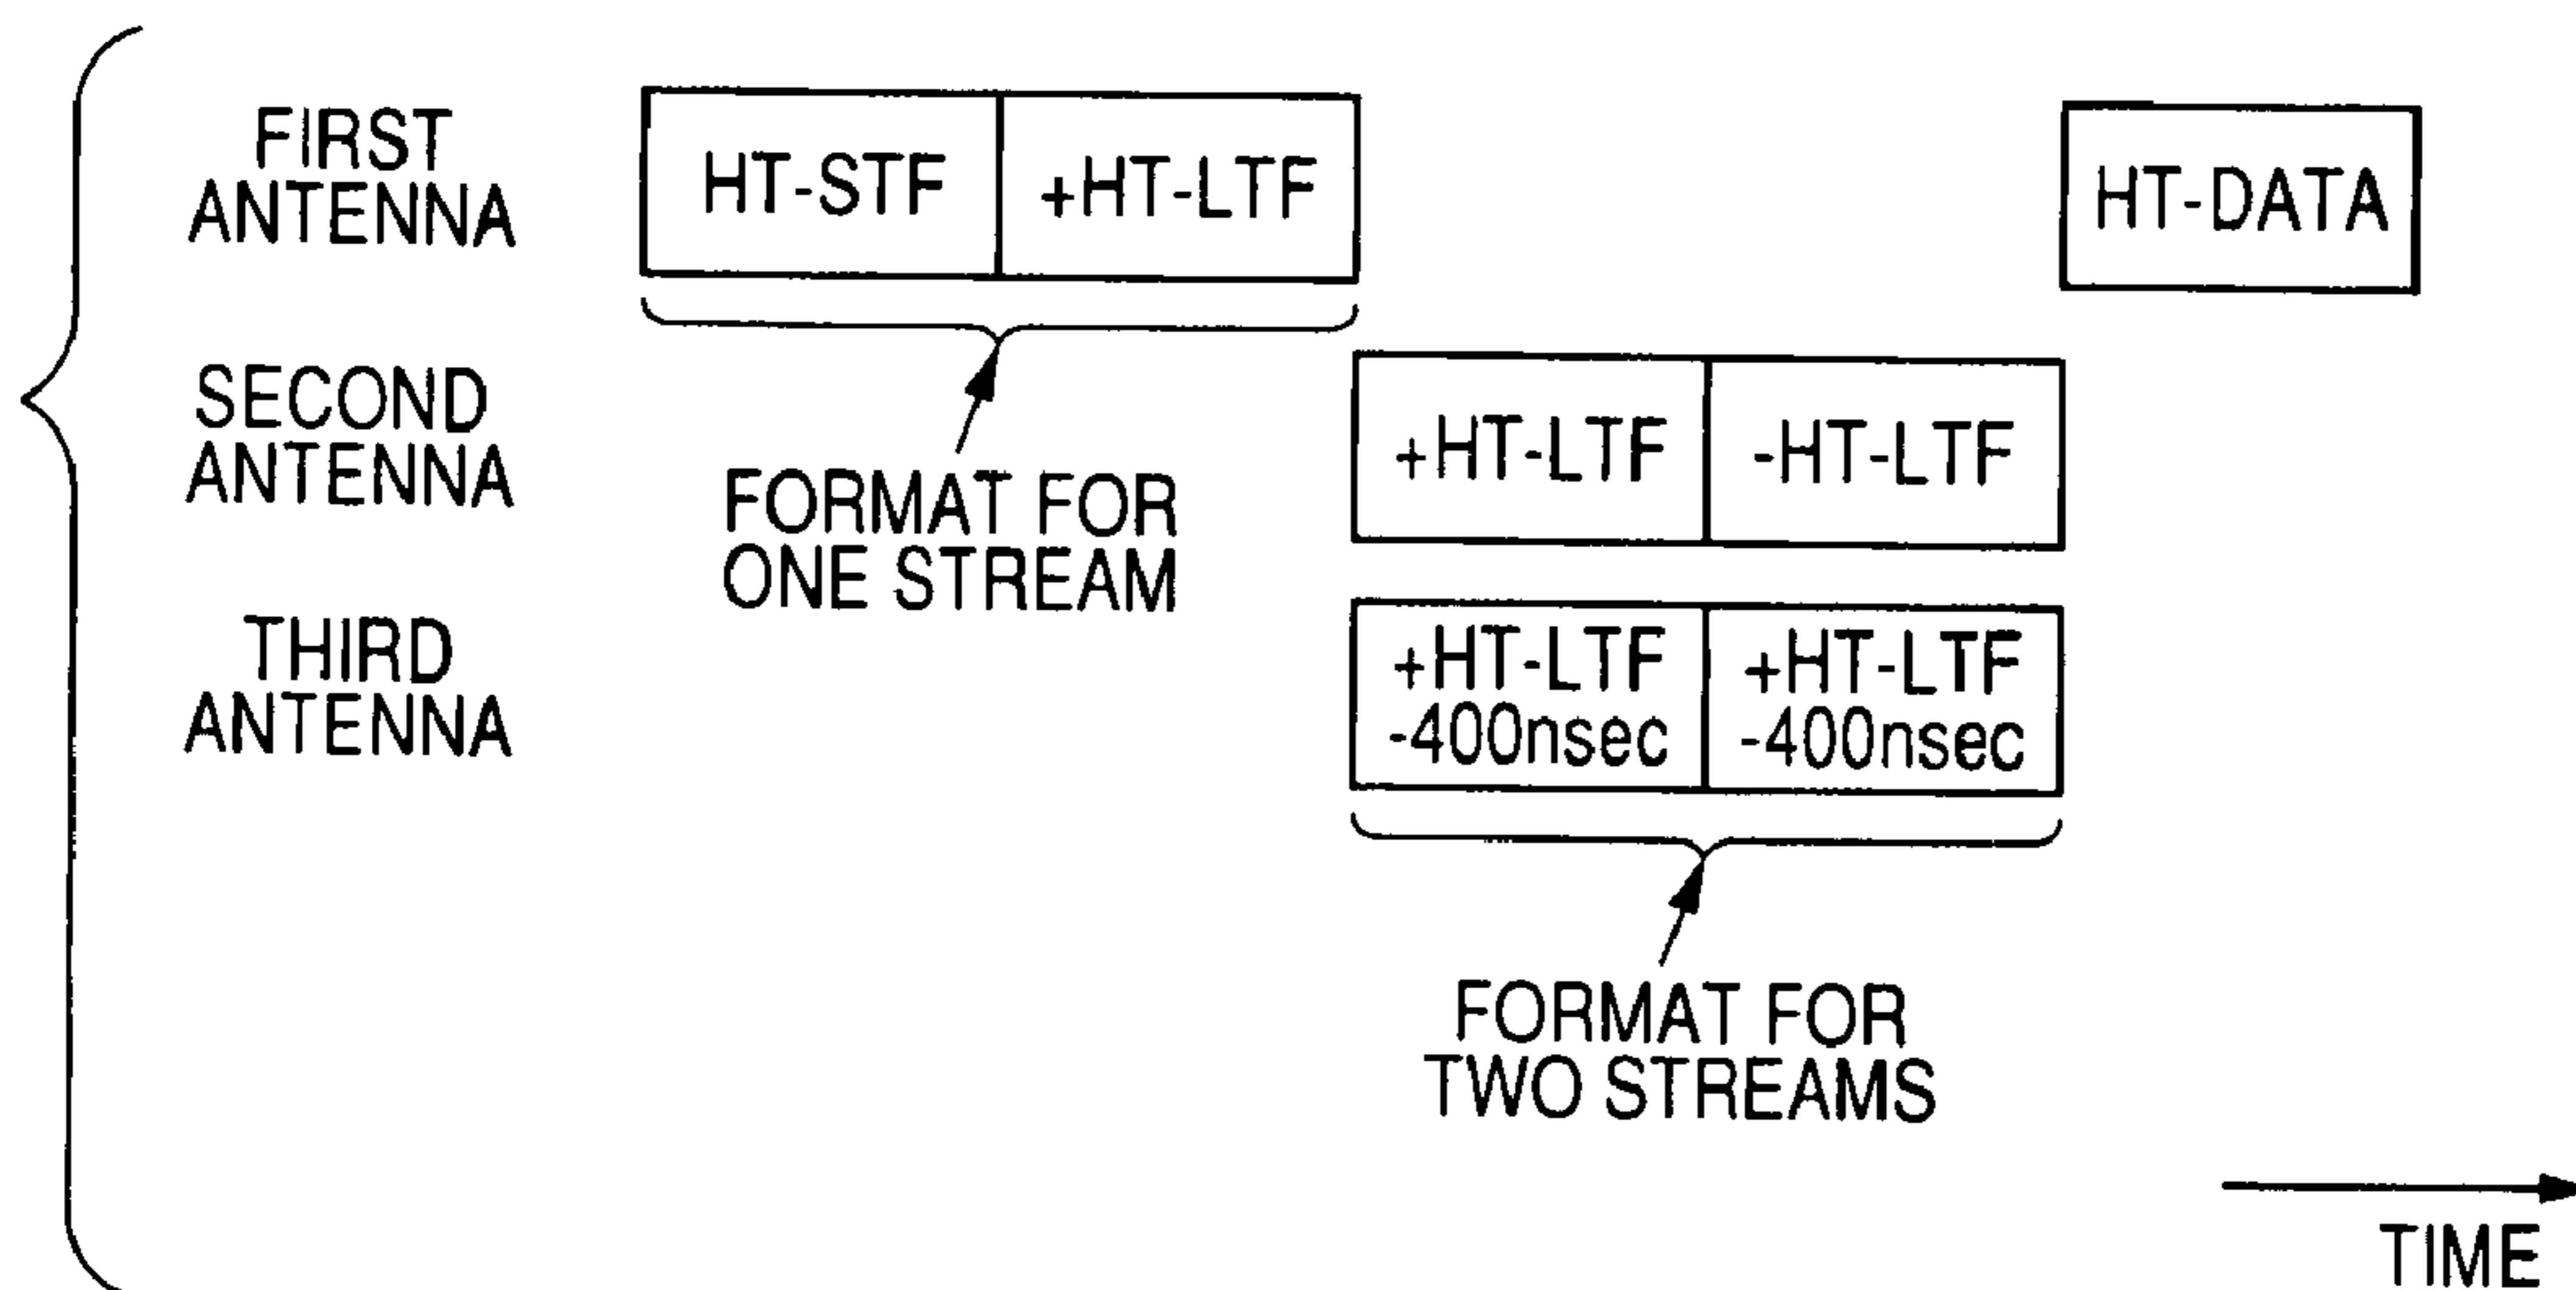 FIRST
ANTENNA
HT-STF
+HT-LTF
HT-DATA
FORMAT FOR
ONE STREAM
SECOND
ANTENNA
+HT-LTF
-HT-LTF
THIRD
ANTENNA
+HT-LTF
-400nsec
+HT-LTF
-400nsec
FORMAT FOR
TWO STREAMS
TIME